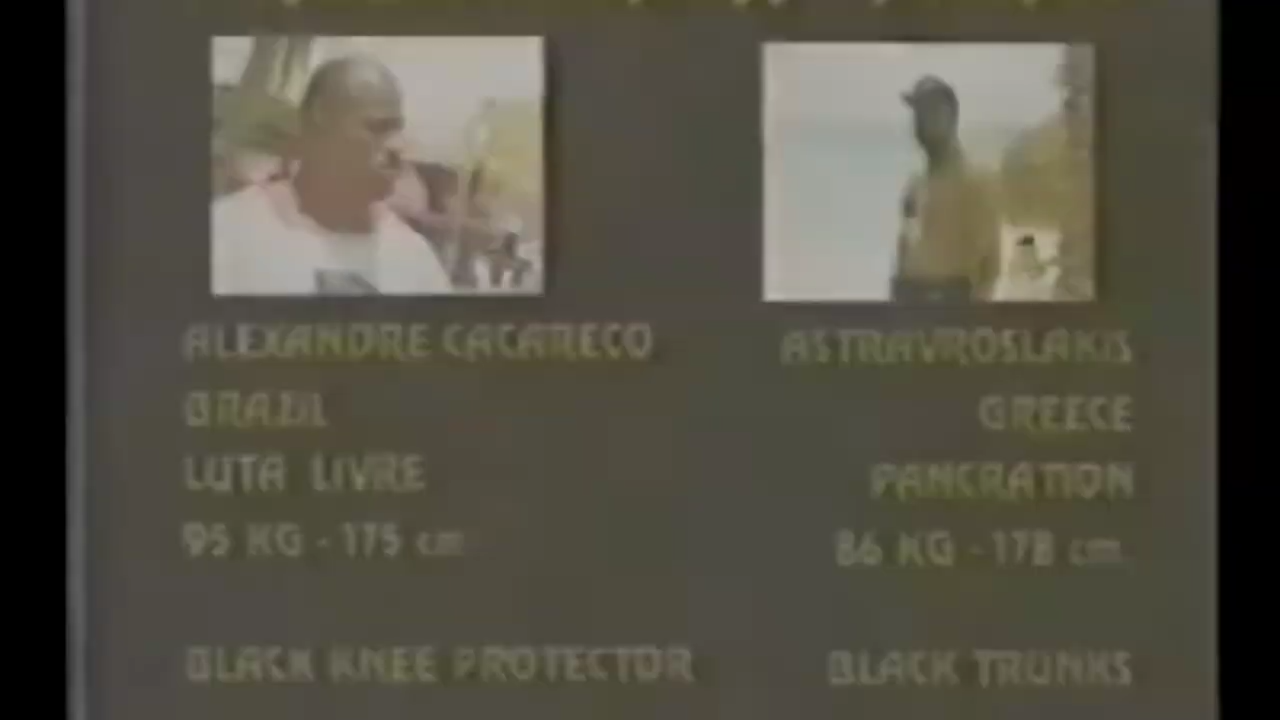 ALEXANDRE CACARECO
BRAZIL
LUTA LIVRE
95 KG - 175 cm
BLACK KNEE PROTECTOR
ASTRAVROSLAKIS
GREECE
PANCRATION
86 KG - 178 cm.
BLACK TRUNKS